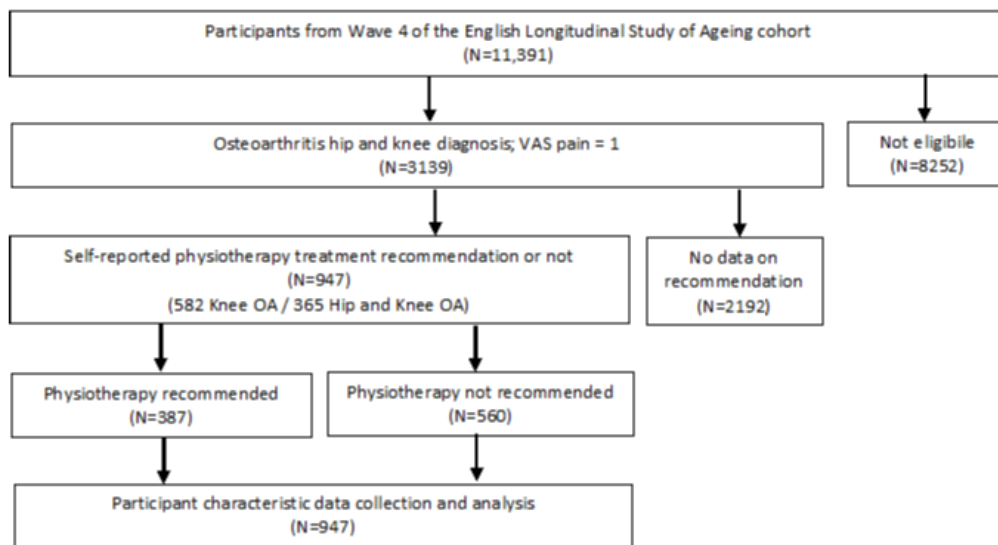 Participants from Wave 4 of the English Longitudinal Study of Ageing cohort
(N=11,391)
Osteoarthritis hip and knee diagnosis; VAS pain = 1
(N=3139)
Not eligibile
(N=8252)
Self-reported physiotherapy treatment recommendation or not
(N=947)
(582 Knee OA / 365 Hip and Knee OA)
No data on
recommendation
(N=2192)
Physiotherapy recommended
(N=387)
Physiotherapy not recommended
(N=560)
Participant characteristic data collection and analysis
(N=947)